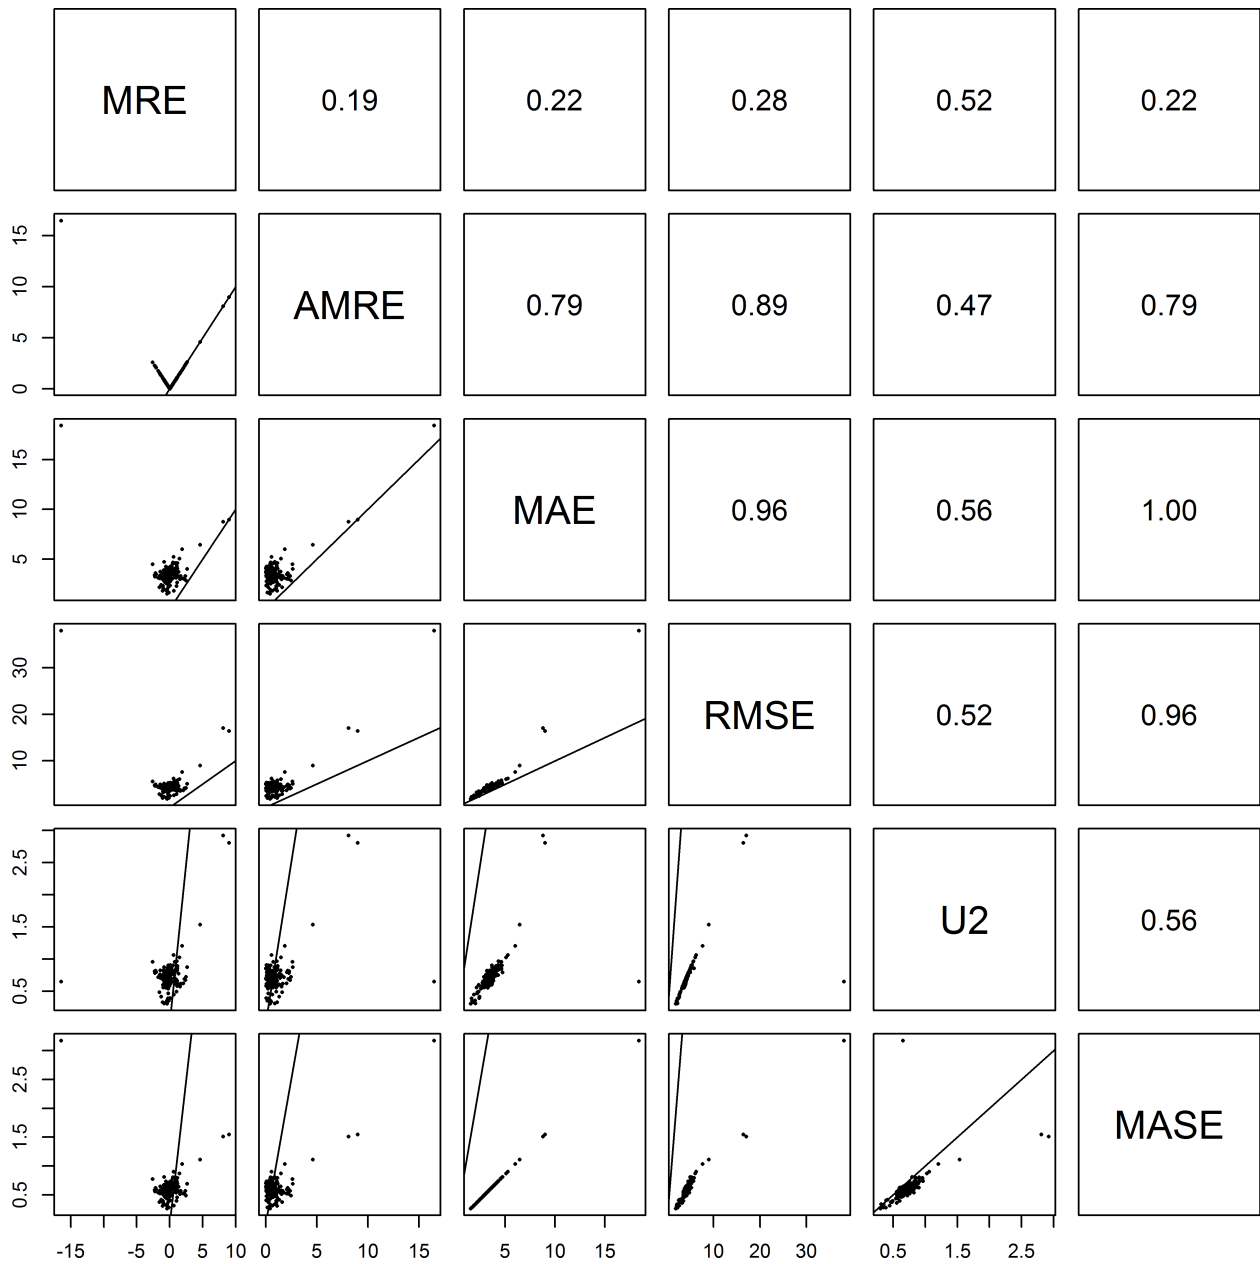 MRE 0.19 0.22 0.28 0.52 0.22
15 10 5 0 AMRE 0.79 0.89 0.47 0.79
15 10 5 MAE 0.96 0.56 1.00
30 20 10 RMSE 0.52 0.96
2.5 1.5 0.5 U2 0.56
2.5 1.5 0.5 MASE
-15 -5 0 5 10 0 5 10 15 5 10 15 10 20 30 0.5 1.5 2.5